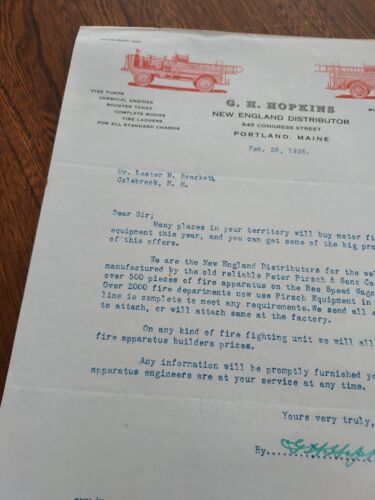 ESTABLISHED
FIRE PUMPS
CHEMICAL ENGINES
BOOSTER TANKS
COMPLETE BODIES
FIRE LADDERS
FOR ALL STANDARD CHASSIS
G. H. HOPKINS
NEW ENGLAND DISTRIBUTOR
645 CONGRESS STREET
PORTLAND, MAINE
Feb. 26, 1926.
Mr. Lester M. Brackett,
Colebrook, N. H.
Dear Sir;
Many places in your territory will buy motor fi
equipment this year, and you can get some of the big pro
of this offers.
We are the New England Distributors for the we
manufactured by the old reliable Peter Pirsch & Sons Co
over 500 pieces of fire apparatus on the Reo Speed Wage
Over 2000 fire departments now use Pirsch Equipment in
line is complete to meet any requirements. We send all e
to attach, or will attach same at the factory.
On any kind of fire fighting unit we will all
fire apparatus builders prices.
Any information will be promptly furnished yo
apparatus engineers are at your service at any time.
Yours very truly,
By